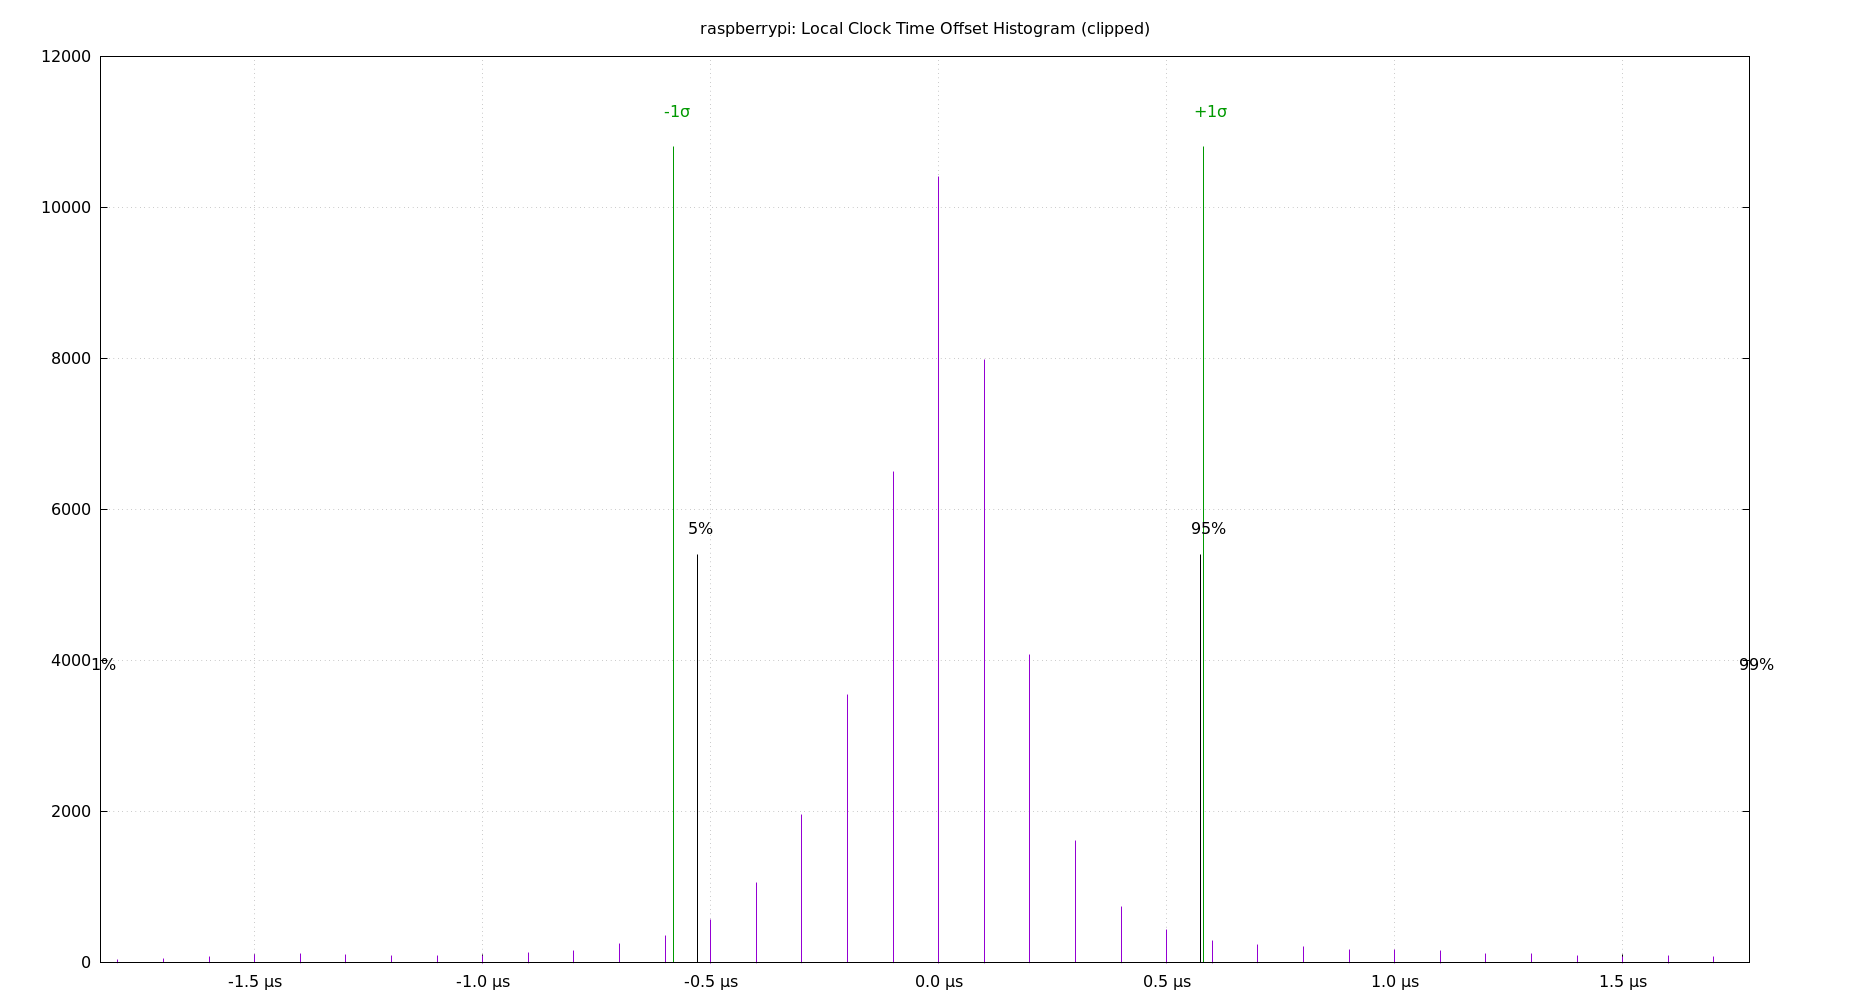 raspberrypi: Local Clock Time Offset Histogram (clipped)
12000
-1σ +1σ
10000
8000
6000
5% 95%
4000 1% 99%
2000
0
-1.5 µs -1.0 µs -0.5 µs 0.0 µs 0.5 µs 1.0 µs 1.5 µs